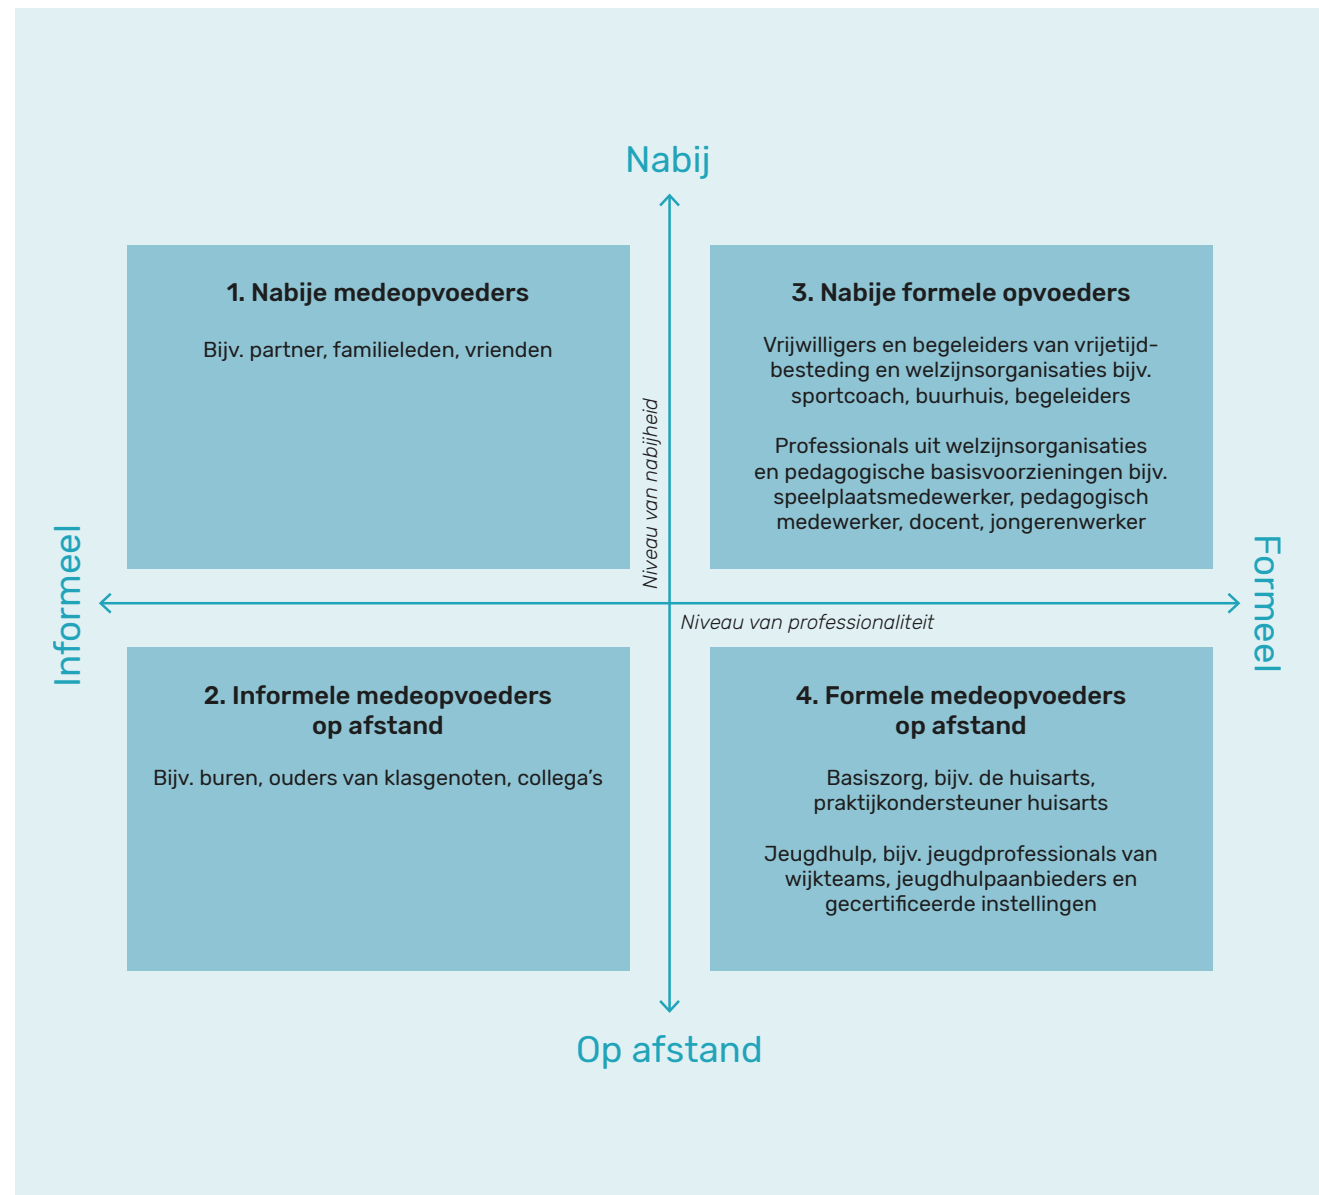 Nabij
1. Nabije medeopvoeders
Bijv. partner, familieleden, vrienden
3. Nabije formele opvoeders
Vrijwilligers en begeleiders van vrijetijd-
besteding en welzijnsorganisaties bijv.
sportcoach, buurhuis, begeleiders
Professionals uit welzijnsorganisaties
en pedagogische basisvoorzieningen bijv.
speelplaatsmedewerker, pedagogisch
medewerker, docent, jongerenwerker
Niveau van nabijheid
Informeel
Formeel
Niveau van professionaliteit
2. Informele medeopvoeders
op afstand
Bijv. buren, ouders van klasgenoten, collega's
4. Formele medeopvoeders
op afstand
Basiszorg, bijv. de huisarts,
praktijkondersteuner huisarts
Jeugdhulp, bijv. jeugdprofessionals van
wijkteams, jeugdhulpaanbieders en
gecertificeerde instellingen
Op afstand